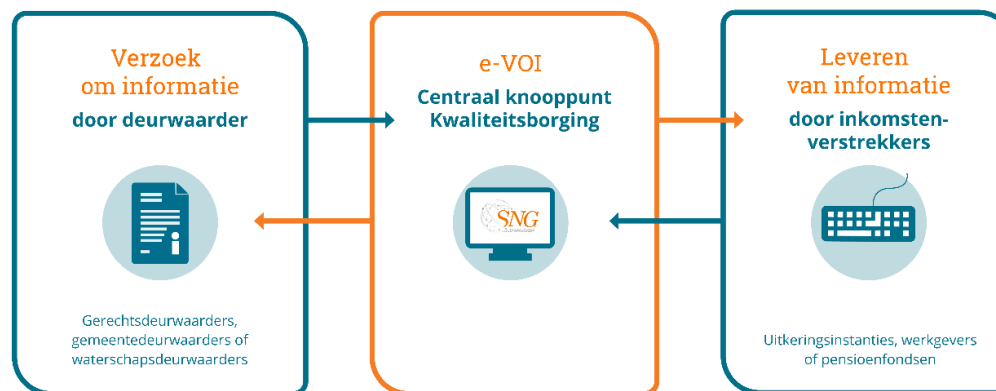 Verzoek
om informatie
door deurwaarder
Gerechtsdeurwaarders,
gemeentedeurwaarders of
waterschapsdeurwaarders
e-VOI
Centraal knooppunt
Kwaliteitsborging
SNG
Leveren
van informatie
door inkomsten-
verstrekkers
Uitkeringsinstanties, werkgevers
of pensioenfondsen